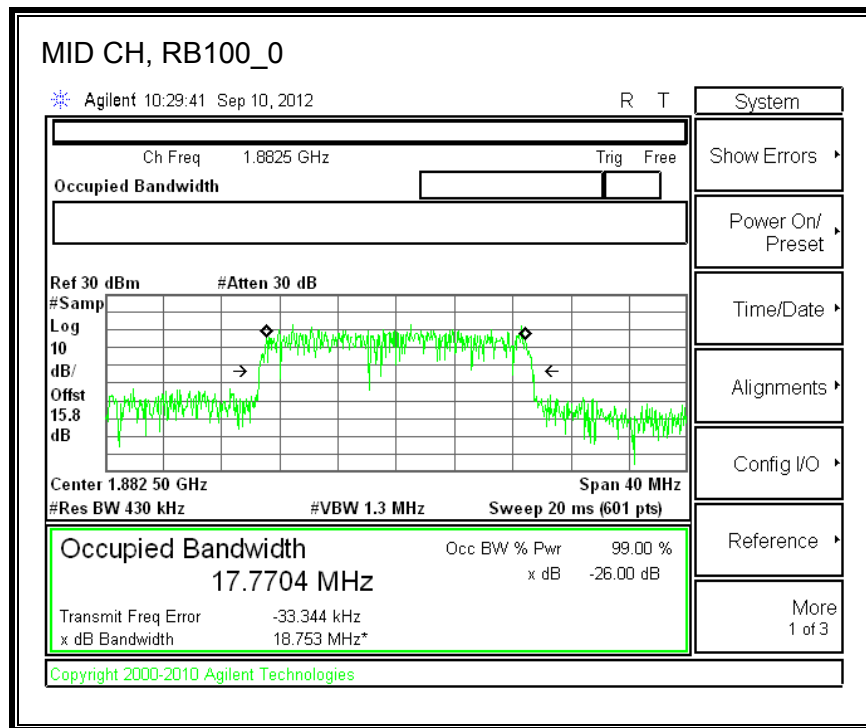 MID CH, RB100_0
Agilent 10:29:41 Sep 10, 2012 R T
System
Ch Freq 1.8825 GHz Trig Free
Occupied Bandwidth
Show Errors
Power On/
Preset
Time/Date
Alignments
Config I/O
Reference
More
1 of 3
Ref 30 dBm #Atten 30 dB
#Samp
Log
10
dB/
Offst
15.8
dB
Center 1.882 50 GHz Span 40 MHz
#Res BW 430 kHz #VBW 1.3 MHz Sweep 20 ms (601 pts)
Occupied Bandwidth Occ BW % Pwr 99.00 %
17.7704 MHz x dB -26.00 dB
Transmit Freq Error -33.344 kHz
x dB Bandwidth 18.753 MHz*
Copyright 2000-2010 Agilent Technologies